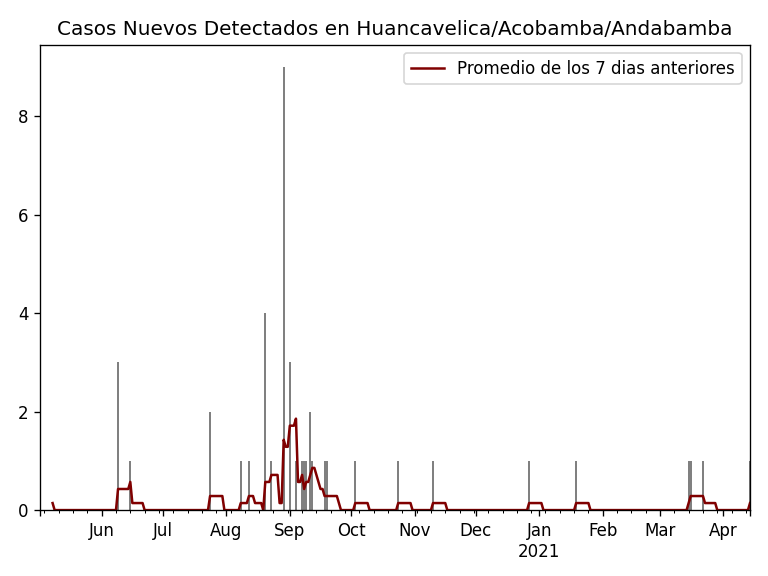 Casos Nuevos Detectados en Huancavelica/Acobamba/Andabamba
Promedio de los 7 dias anteriores
8
6
4
2
0
Jun Jul Aug Sep Oct Nov Dec Jan Feb Mar Apr
2021